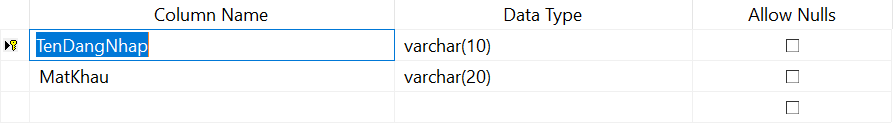 Column Name Data Type Allow Nulls
TenDangNhap varchar(10)
MatKhau varchar(20)